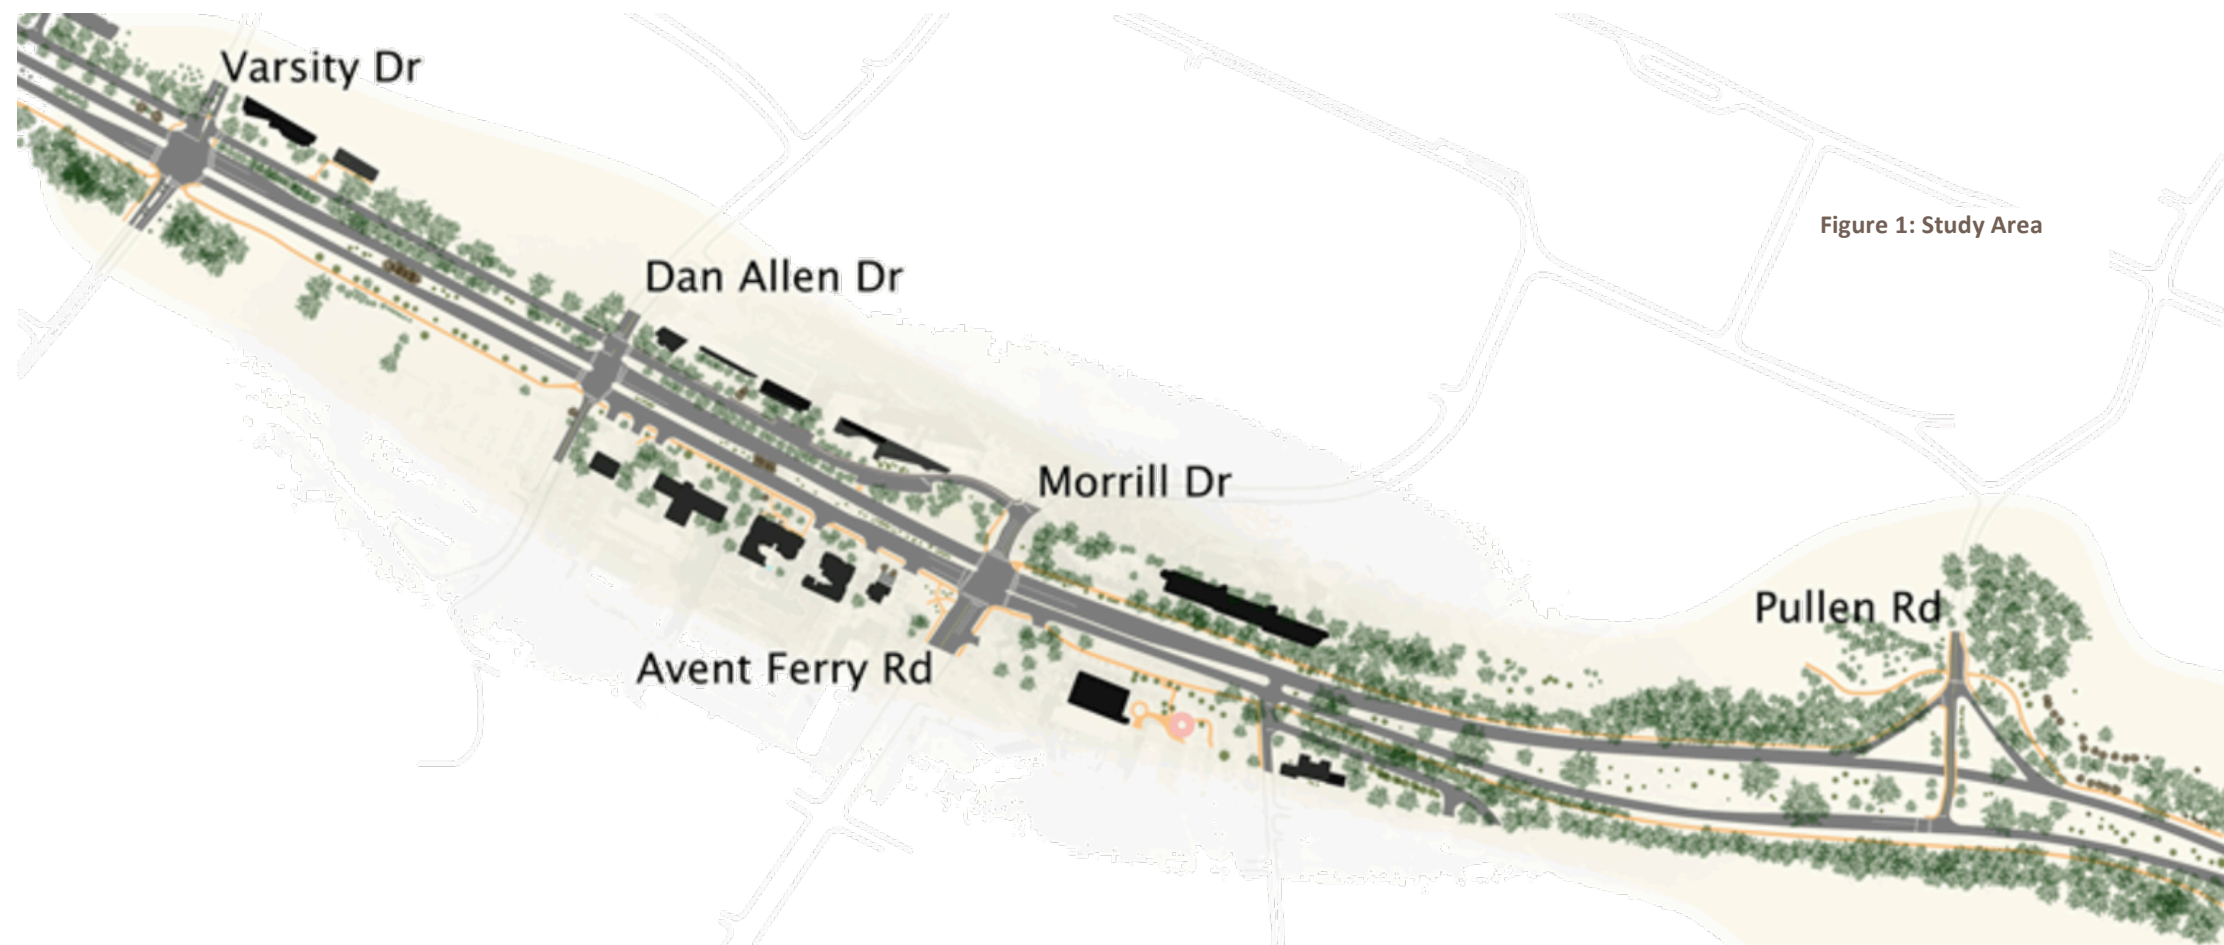 Varsity Dr
Figure 1: Study Area
Dan Allen Dr
Morrill Dr
Pullen Rd
Avent Ferry Rd